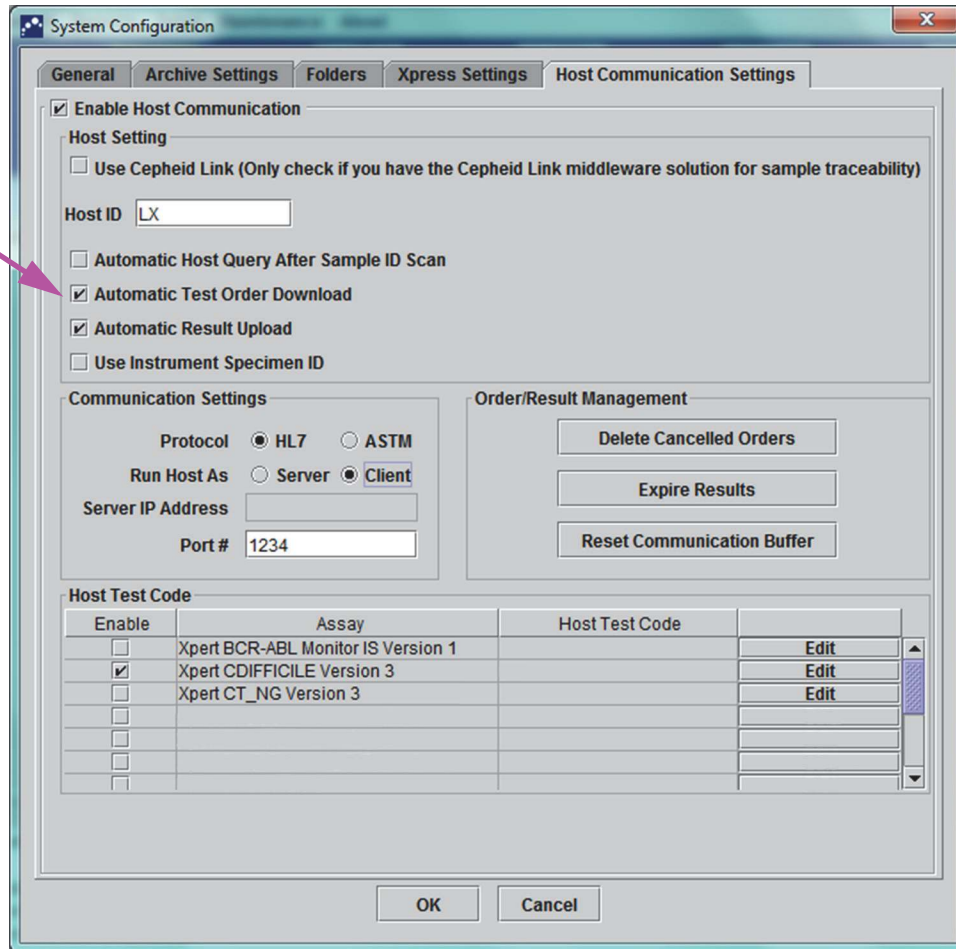 System Configuration
General Archive Settings Folders Xpress Settings Host Communication Settings
Enable Host Communication
Host Setting
Use Cepheid Link (Only check if you have the Cepheid Link middleware solution for sample traceability)
Host ID LX
Automatic Host Query After Sample ID Scan
Automatic Test Order Download
Automatic Result Upload
Use Instrument Specimen ID
Communication Settings
Protocol HL7 ASTM
Run Host As Server Client
Server IP Address
Port # 1234
Order/Result Management
Delete Cancelled Orders
Expire Results
Reset Communication Buffer
Host Test Code
Enable Assay Host Test Code
Xpert BCR-ABL Monitor IS Version 1 Edit
Xpert CDIFFICILE Version 3 Edit
Xpert CT_NG Version 3 Edit
OK Cancel